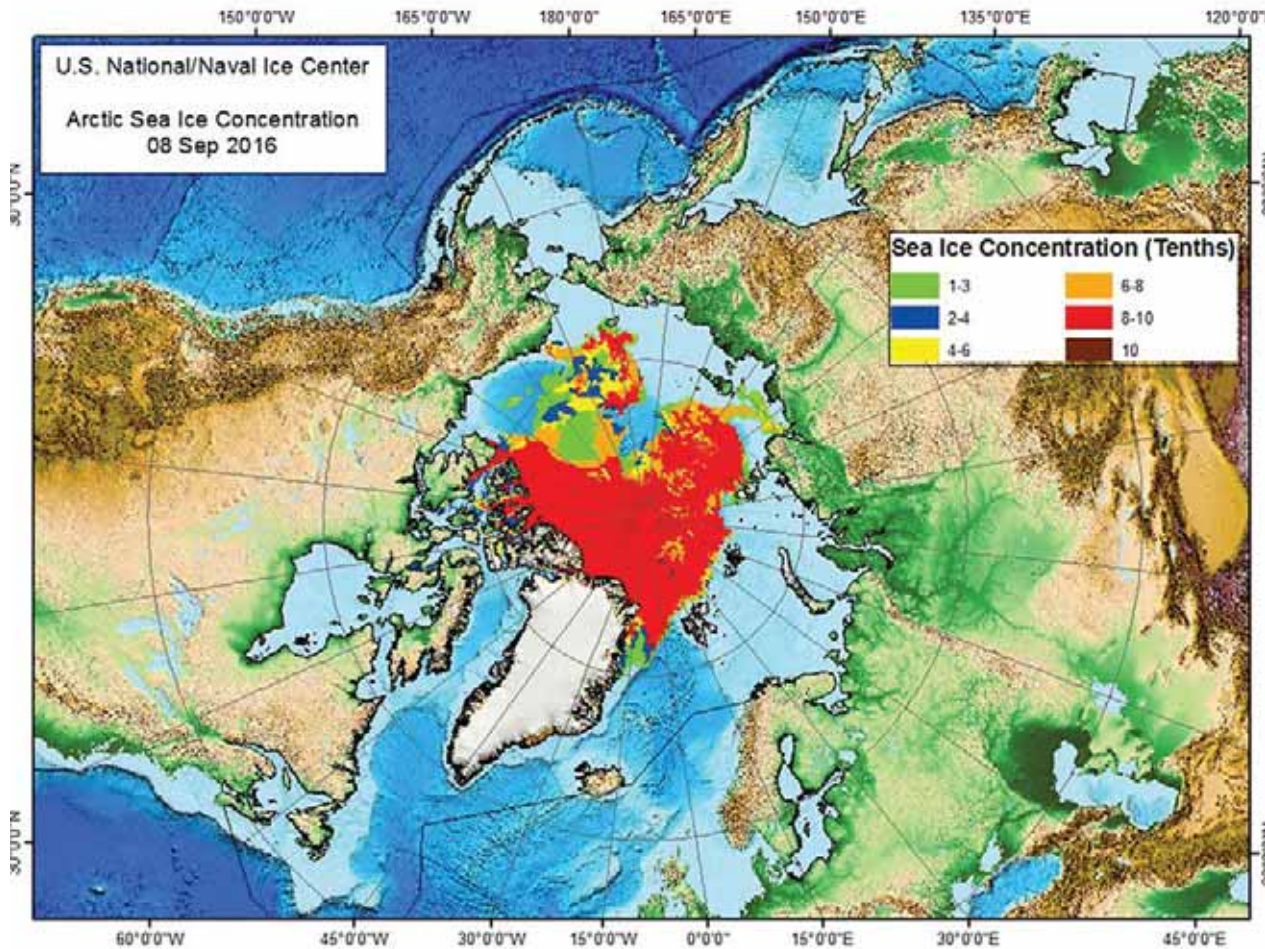 150°0'0"W 165°0'0"W 180°0'0" 165°0'0"E 150°0'0"E 135°0'0"E 120°0'0"E
U.S. National/Naval Ice Center
Arctic Sea Ice Concentration
08 Sep 2016
Sea Ice Concentration (Tenths)
1-3 6-8
2-4 8-10
4-6 10
60°0'0"W 45°0'0"W 30°0'0"W 15°0'0"W 0°0'0" 15°0'0"E 30°0'0"E 45°0'0"E